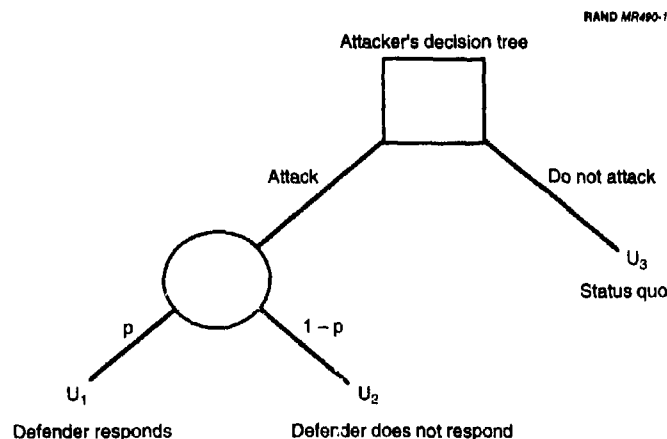 RAND MR490-1
Attacker's decision tree
Attack
Do not attack
U3
Status quo
p
1 – p
U1
U2
Defender responds
Defender does not respond